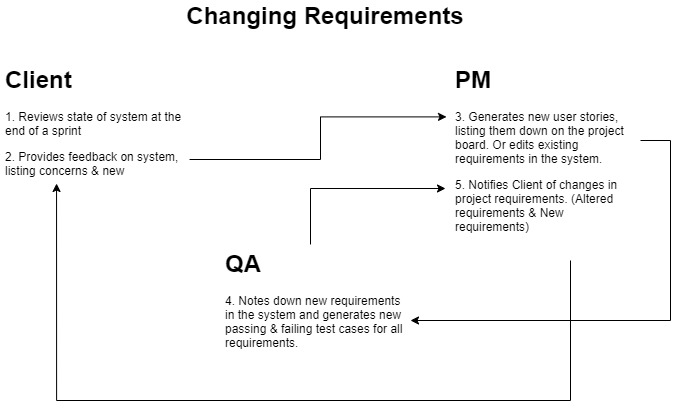 Changing Requirements
Client
1. Reviews state of system at the
end of a sprint
2. Provides feedback on system,
listing concerns & new
PM
3. Generates new user stories,
listing them down on the project
board. Or edits existing
requirements in the system.
5. Notifies Client of changes in
project requirements. (Altered
requirements & New
requirements)
QA
4. Notes down new requirements
in the system and generates new
passing & failing test cases for all
requirements.